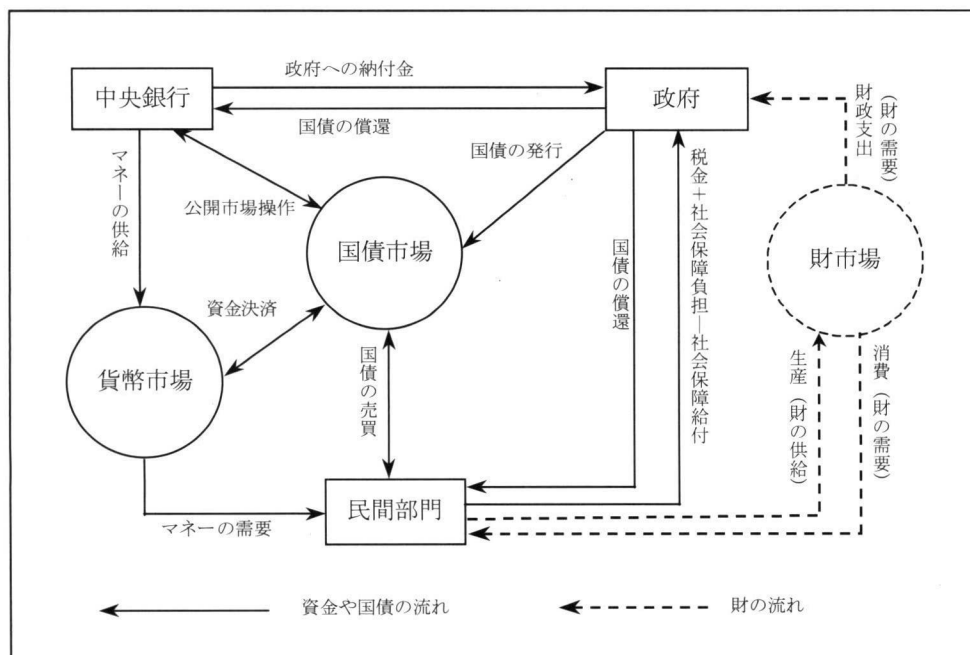 中央銀行
政府への納付金
国債の償還
政府
財政支出
(財の需要)
マネーの供給
公開市場操作
国債の発行
国債市場
国債の償還
税金+社会保障負担―社会保障給付
財市場
資金決済
貨幣市場
国債の売買
生産(財の供給)
消費(財の需要)
民間部門
マネーの需要
資金や国債の流れ
財の流れ